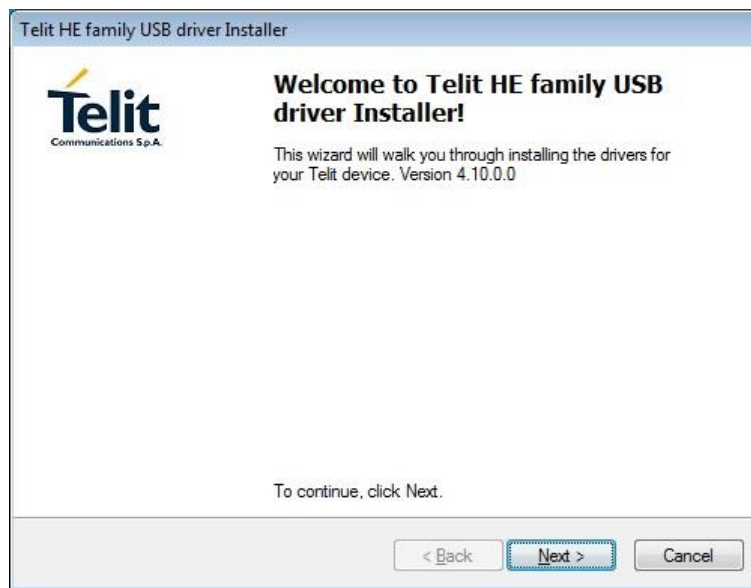 Telit HE family USB driver Installer
Telit
Communications S.p.A.
Welcome to Telit HE family USB
driver Installer!
This wizard will walk you through installing the drivers for
your Telit device. Version 4.10.0.0
To continue, click Next.
< Back
Next >
Cancel